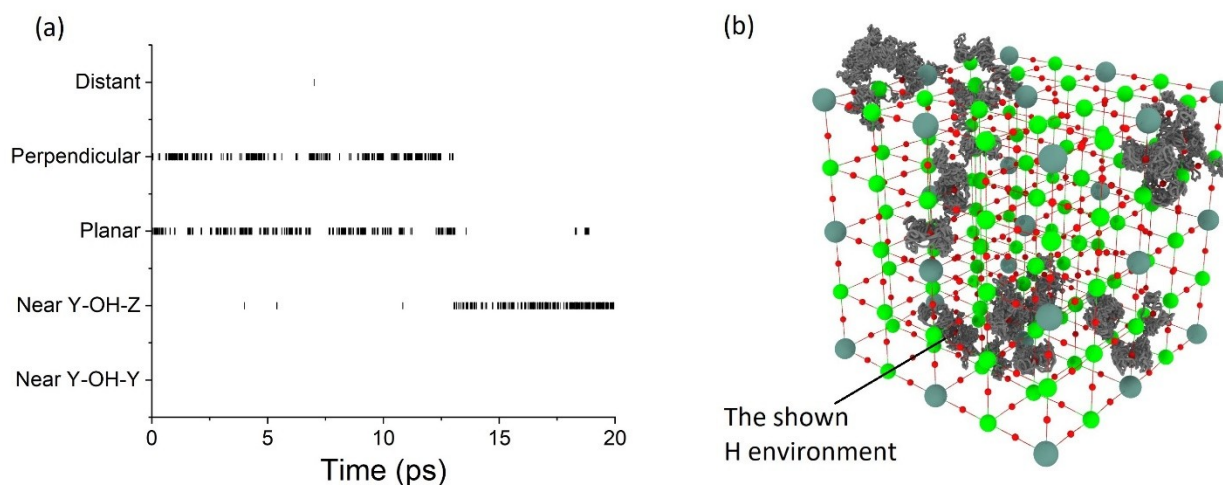 (a)
Distant
Perpendicular
Planar
Near Y-OH-Z
Near Y-OH-Y
0
5
10
15
20
Time (ps)
(b)
The shown
H environment